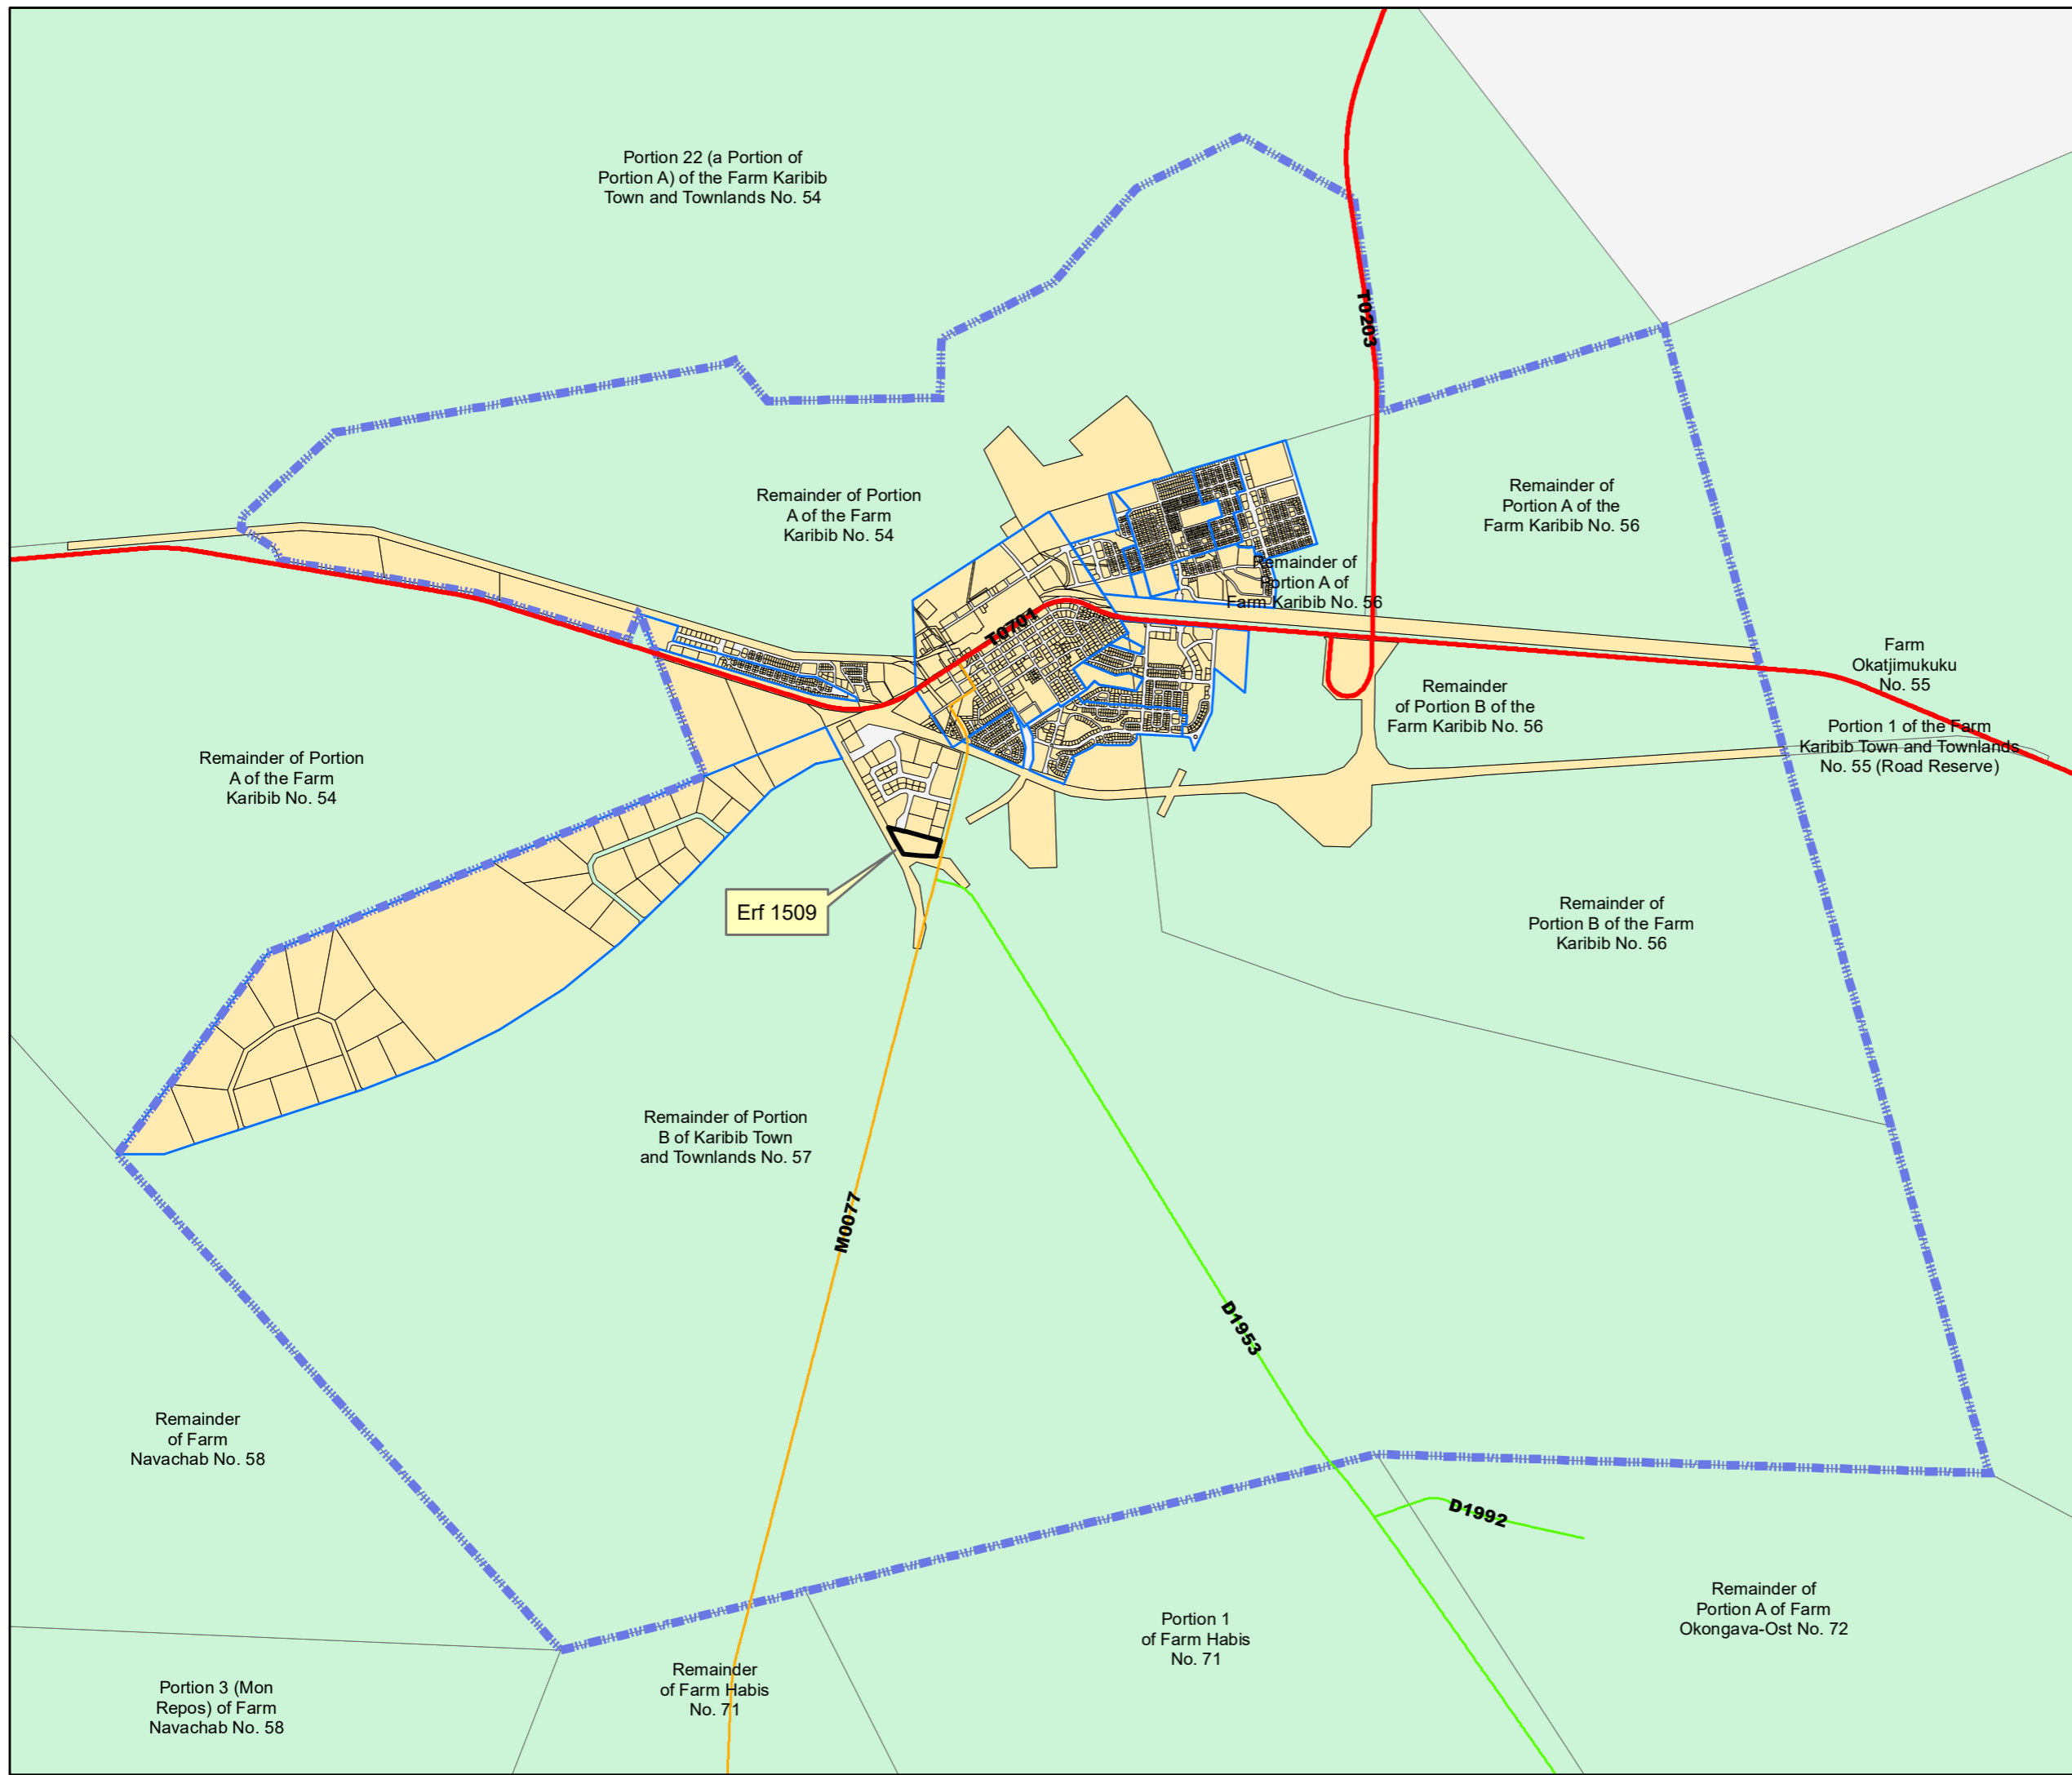 Portion 22 (a Portion of
Portion A) of the Farm Karibib
Town and Townlands No. 54
T0203
Remainder of Portion
A of the Farm
Karibib No. 54
Remainder of
Portion A of the
Farm Karibib No. 56
Remainder of
Portion A of
Farm Karibib No. 56
T0701
Farm
Okatjimukuku
No. 55
Remainder
of Portion B of the
Farm Karibib No. 56
Portion 1 of the Farm
Karibib Town and Townlands
No. 55 (Road Reserve)
Remainder of Portion
A of the Farm
Karibib No. 54
Erf 1509
Remainder of
Portion B of the Farm
Karibib No. 56
Remainder of Portion
B of Karibib Town
and Townlands No. 57
M0077
D1953
Remainder
of Farm
Navachab No. 58
D1992
Remainder of
Portion A of Farm
Okongava-Ost No. 72
Portion 1
of Farm Habis
No. 71
Remainder
of Farm Habis
No. 71
Portion 3 (Mon
Repos) of Farm
Navachab No. 58